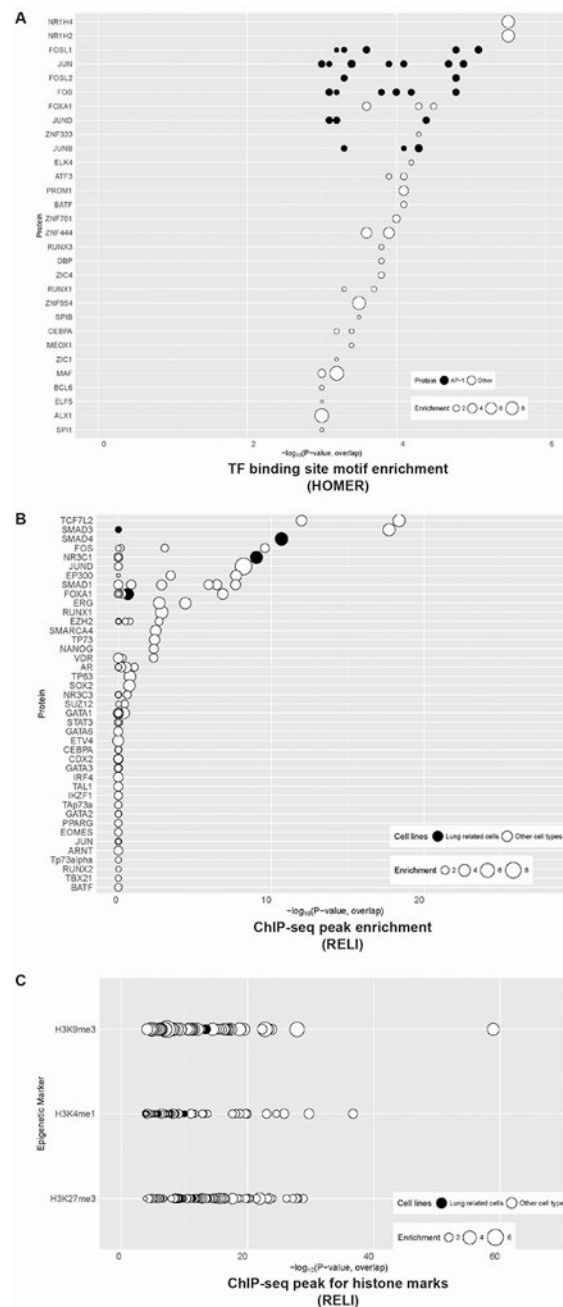 A
NR1H4
NR1H2
FOSL1
JUN
FOSL2
FOS
FOXA1
JUND
ZNF333
JUNB
ELK4
ATF3
PROM1
BATF
ZNF701
ZNF444
RUNX3
DBP
ZIC4
RUNX1
ZNF554
SPIB
CEBPA
MEOX1
ZIC1
MAF
BCL6
ELF5
ALX1
SPI1
Protein
Protein AP-1 Other
Enrichment 2 4 6 8
0 2 4 6
−log₁₀(P−value, overlap)
TF binding site motif enrichment
(HOMER)
B
TCF7L2
SMAD3
SMAD4
FOS
NR3C1
JUND
EP300
SMAD1
FOXA1
ERG
RUNX1
EZH2
SMARCA4
TP73
NANOG
VDR
AR
TP63
SOX2
NR3C3
SUZ12
GATA1
STAT3
GATA6
ETV4
CEBPA
CDX2
GATA3
IRF4
TAL1
IKZF1
TAp73a
GATA2
PPARG
EOMES
JUN
ARNT
Tp73alpha
RUNX2
TBX21
BATF
Protein
Cell lines Lung related cells Other cell types
Enrichment 2 4 6 8
0 10 20
−log₁₀(P−value, overlap)
ChIP-seq peak enrichment
(RELI)
C
H3K9me3
H3K4me1
H3K27me3
Epigenetic Marker
Cell lines Lung related cells Other cell types
Enrichment 2 4 6
0 20 40 60
−log₁₀(P−value, overlap)
ChIP-seq peak for histone marks
(RELI)